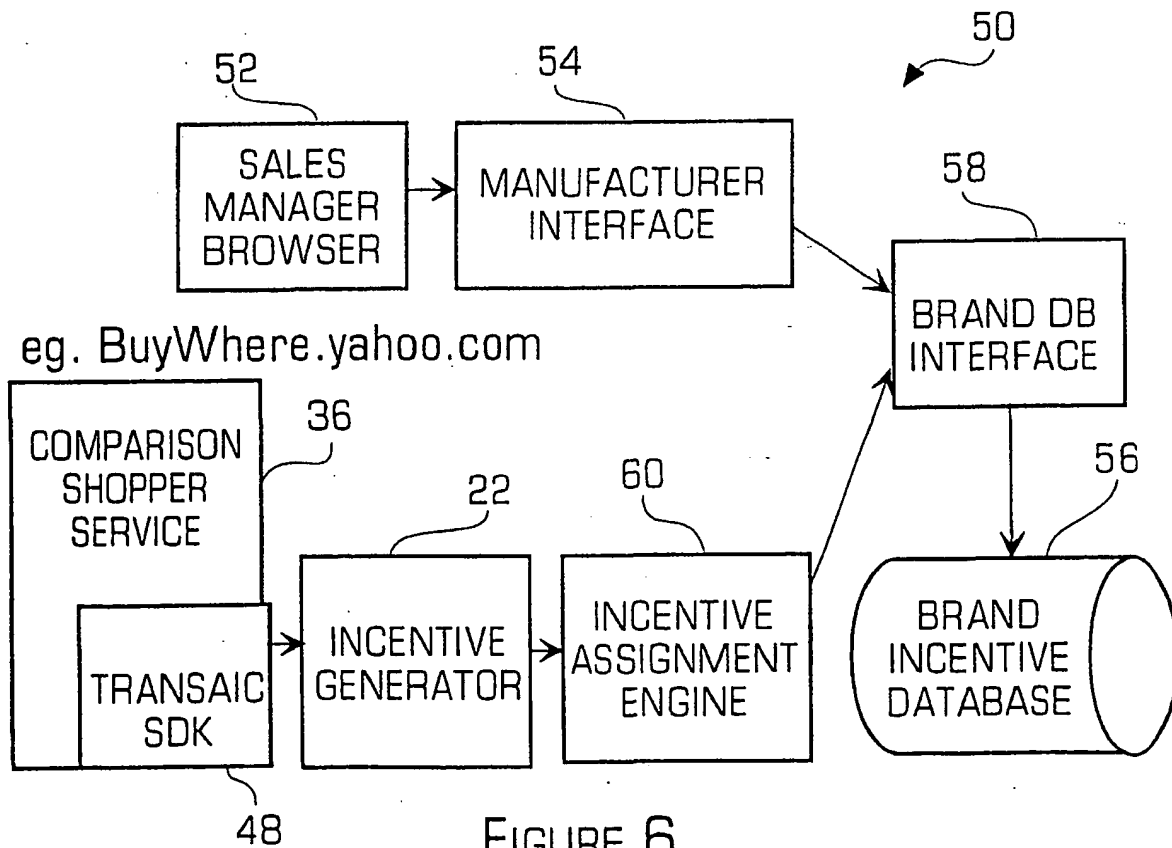 50
52
54
SALES
MANAGER
BROWSER
MANUFACTURER
INTERFACE
58
BRAND DB
INTERFACE
eg. BuyWhere.yahoo.com
COMPARISON
SHOPPER
SERVICE
36
22
60
56
TRANSAIC
SDK
INCENTIVE
GENERATOR
INCENTIVE
ASSIGNMENT
ENGINE
BRAND
INCENTIVE
DATABASE
48
FIGURE 6